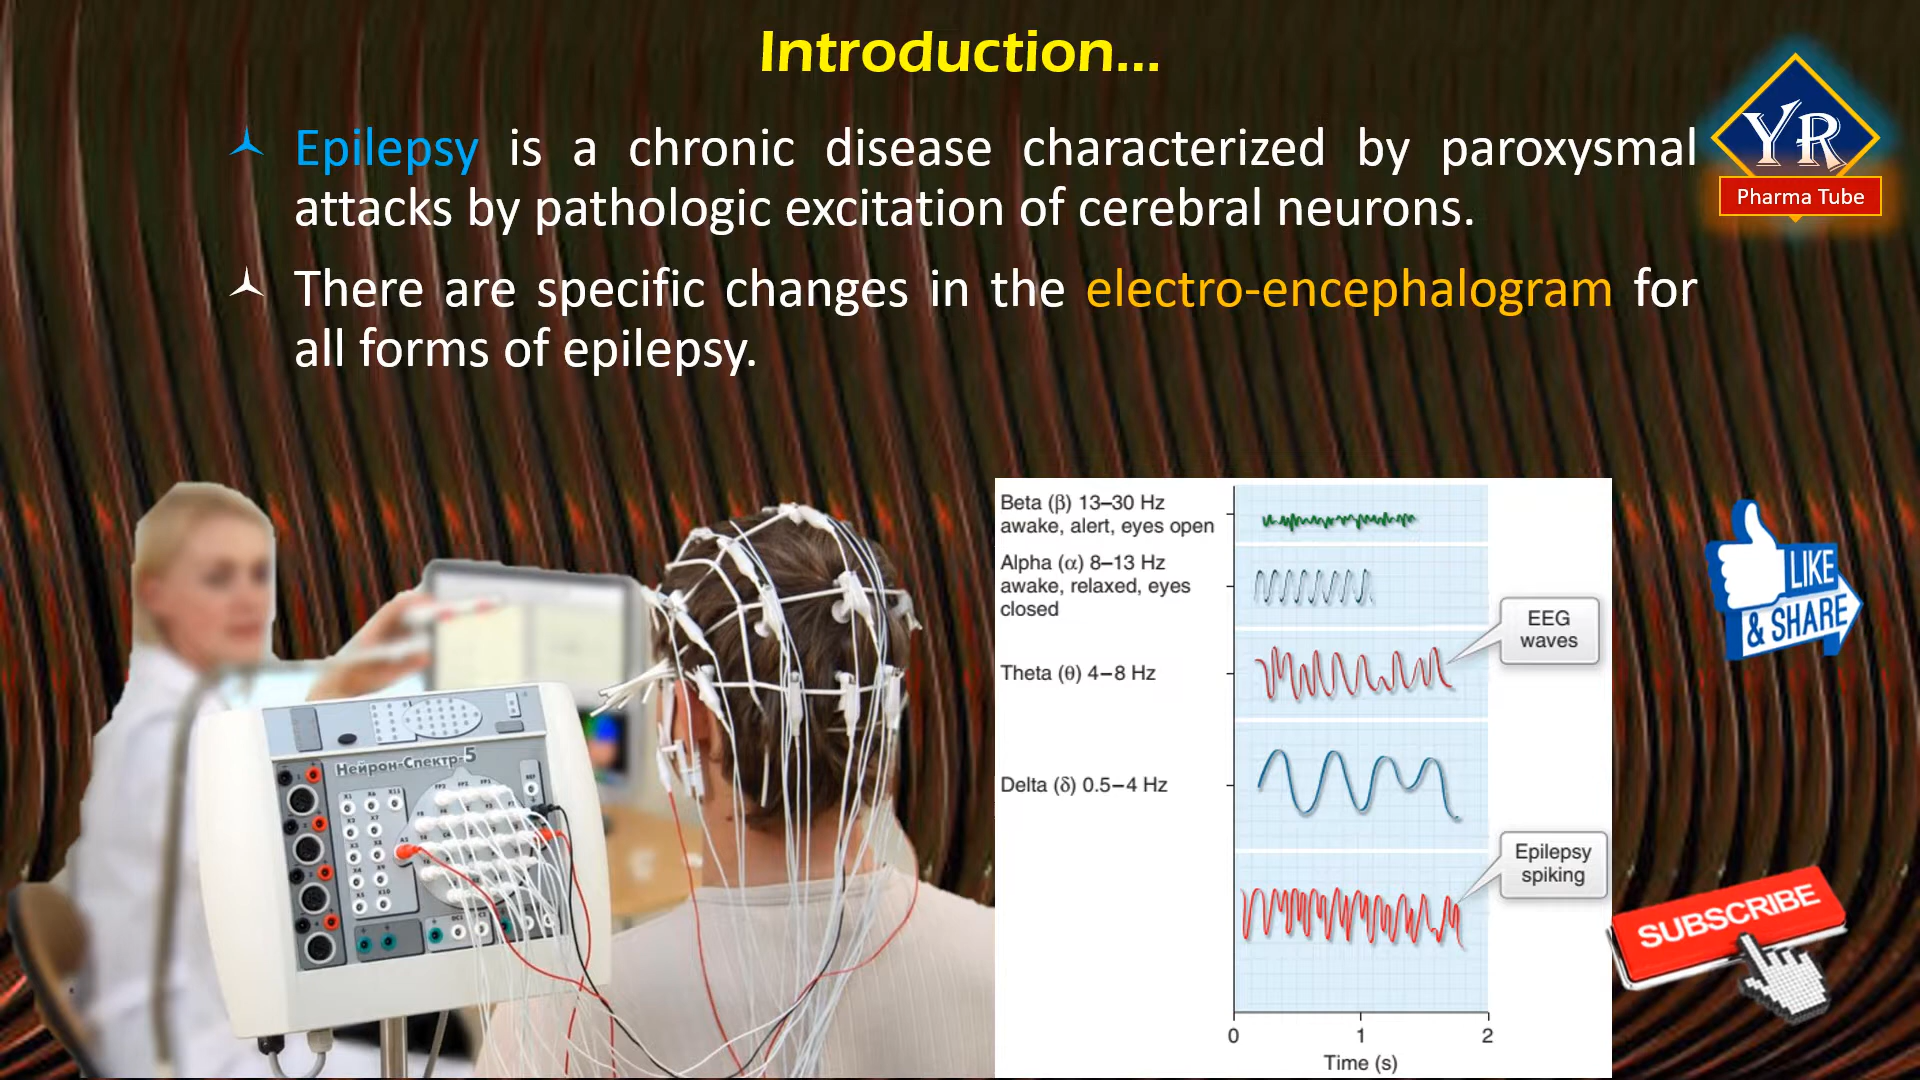 Introduction...
Epilepsy is a chronic disease characterized by paroxysmal
attacks by pathologic excitation of cerebral neurons.
There are specific changes in the electro-encephalogram for
all forms of epilepsy.
YR
Pharma Tube
Beta (β) 13–30 Hz
awake, alert, eyes open
Alpha (α) 8–13 Hz
awake, relaxed, eyes
closed
Theta (θ) 4–8 Hz
Delta (δ) 0.5–4 Hz
EEG
waves
Epilepsy
spiking
0 1 2
Time (s)
LIKE
& SHARE
SUBSCRIBE
Нейрон-Спектр-5